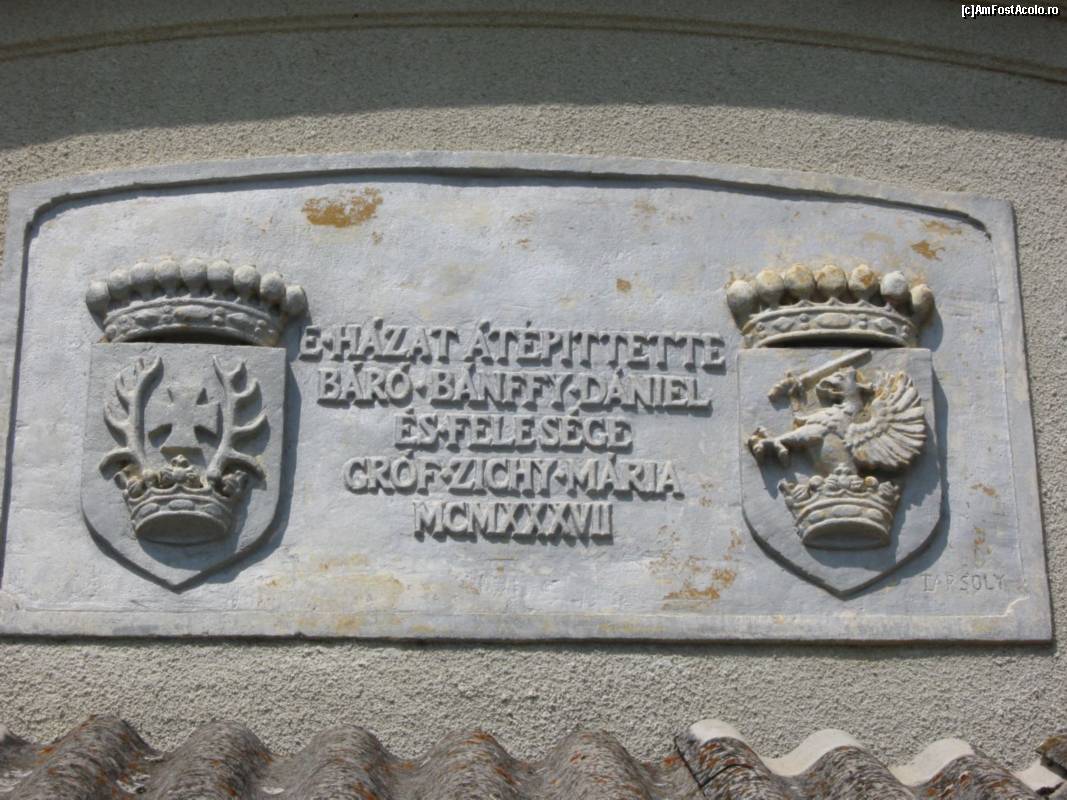 [c]AmFostAcolo.ro
E·HÁZAT ÁTÉPITTETTE
BÁRÓ·BÁNFFY·DÁNIEL
ÉS·FELESÉGE
GRÓF·ZICHY·MÁRIA
MCMXXXVII
TARSOLY